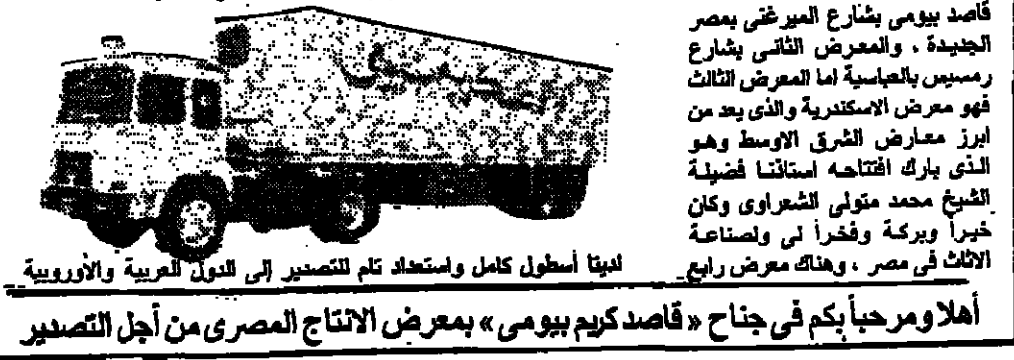 قاصد بيومى بشارع الميرغنى بمصر
الجديدة ، والمعرض الثانى بشارع
رمسيس بالعباسية اما المعرض الثالث
فهو معرض الاسكندرية والذى يعد من
ابرز معارض الشرق الاوسط وهو
الذى بارك افتتاحه استاذنا فضيلة
الشيخ محمد متولى الشعراوى وكان
خيراً وبركة وفخراً لى ولصناعة
الاثاث فى مصر ، وهناك معرض رابع
لدينا أسطول كامل واستعداد تام للتصدير إلى الدول العربية والأوروبية
أهلا ومرحباً بكم فى جناح « قاصد كريم بيومى » بمعرض الانتاج المصرى من أجل التصدير